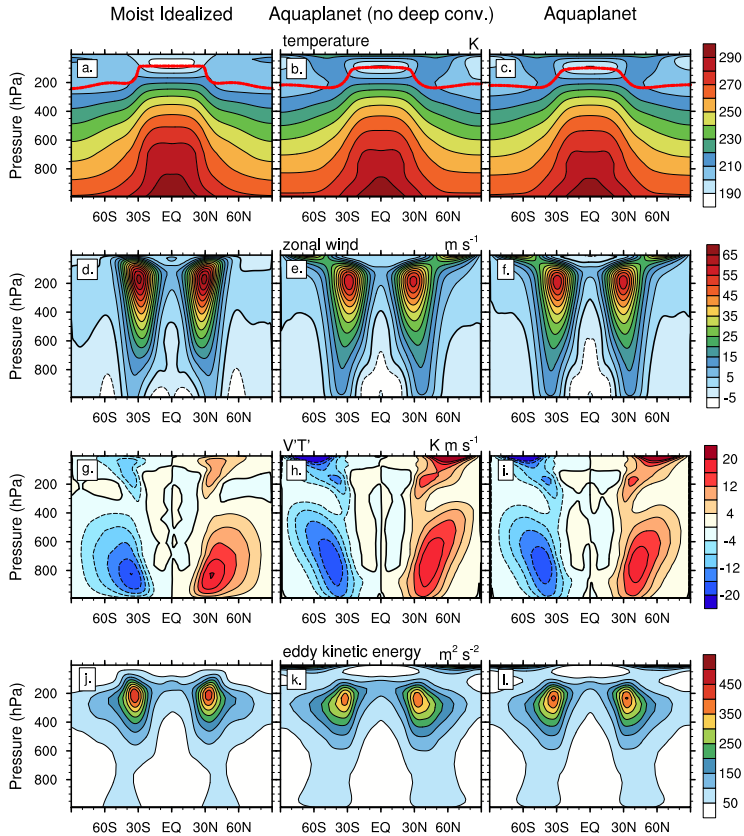 Moist Idealized Aquaplanet (no deep conv.) Aquaplanet
temperature K
a. b. c.
Pressure (hPa)
200
400
600
800
60S 30S EQ 30N 60N 60S 30S EQ 30N 60N 60S 30S EQ 30N 60N
290
270
250
230
210
190
zonal wind m s⁻¹
d. e. f.
Pressure (hPa)
200
400
600
800
60S 30S EQ 30N 60N 60S 30S EQ 30N 60N 60S 30S EQ 30N 60N
65
55
45
35
25
15
5
-5
V'T' K m s⁻¹
g. h. i.
Pressure (hPa)
200
400
600
800
60S 30S EQ 30N 60N 60S 30S EQ 30N 60N 60S 30S EQ 30N 60N
20
12
4
-4
-12
-20
eddy kinetic energy m² s⁻²
j. k. l.
Pressure (hPa)
200
400
600
800
60S 30S EQ 30N 60N 60S 30S EQ 30N 60N 60S 30S EQ 30N 60N
450
350
250
150
50